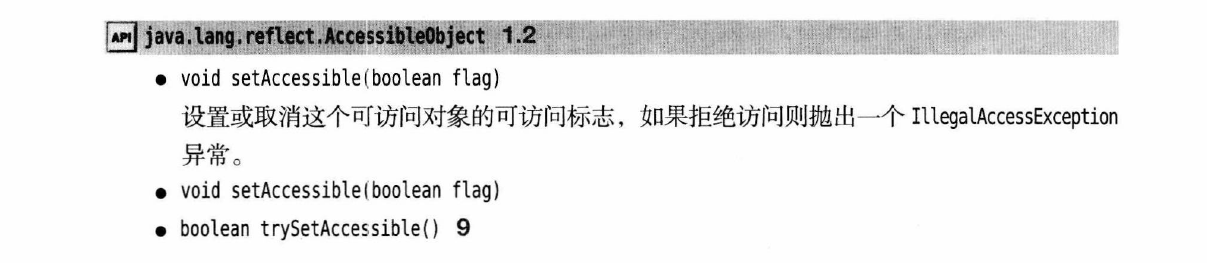 API java.lang.reflect.AccessibleObject 1.2
● void setAccessible(boolean flag)
设置或取消这个可访问对象的可访问标志，如果拒绝访问则抛出一个 IllegalAccessException
异常。
● void setAccessible(boolean flag)
● boolean trySetAccessible() 9